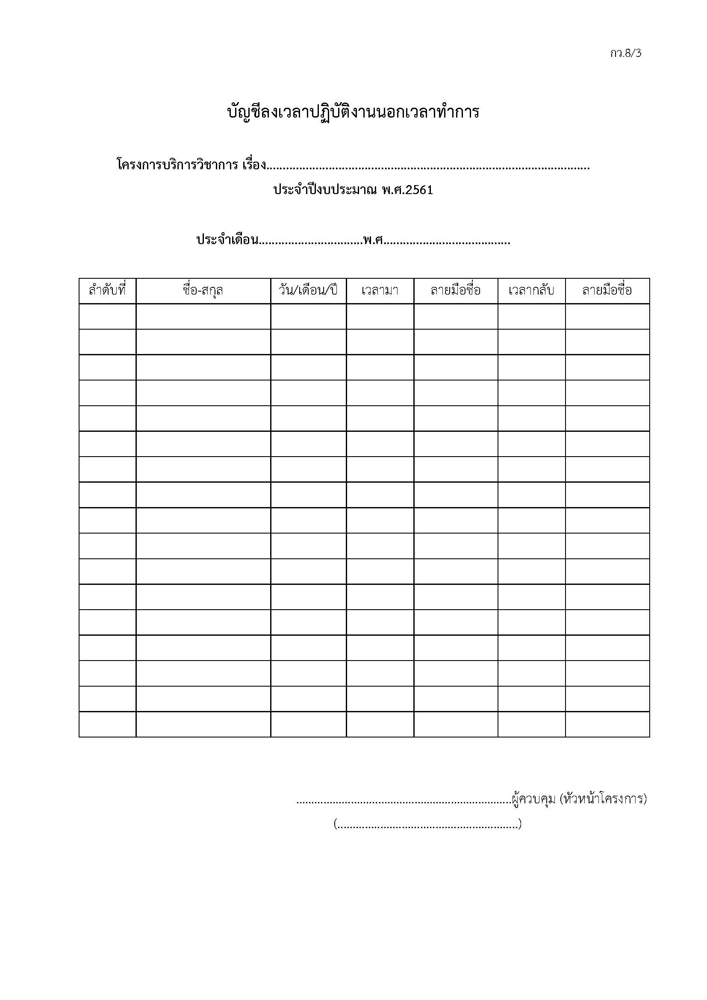 กว.8/3
บัญชีลงเวลาปฏิบัติงานนอกเวลาทำการ
โครงการบริการวิชาการ เรื่อง...................................................................................................
ประจำปีงบประมาณ พ.ศ.2561
ประจำเดือน................................พ.ศ.......................................
ลำดับที่ ชื่อ-สกุล วัน/เดือน/ปี เวลามา ลายมือชื่อ เวลากลับ ลายมือชื่อ
.......................................................................ผู้ควบคุม (หัวหน้าโครงการ)
(...........................................................)